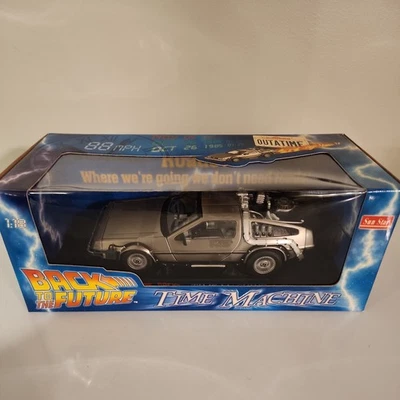 88 MPH OCT 26 1985
OUTATIME
Where we're going we don't need
1:18
Sun Star
BACK
TO
THE FUTURE
TIME MACHINE